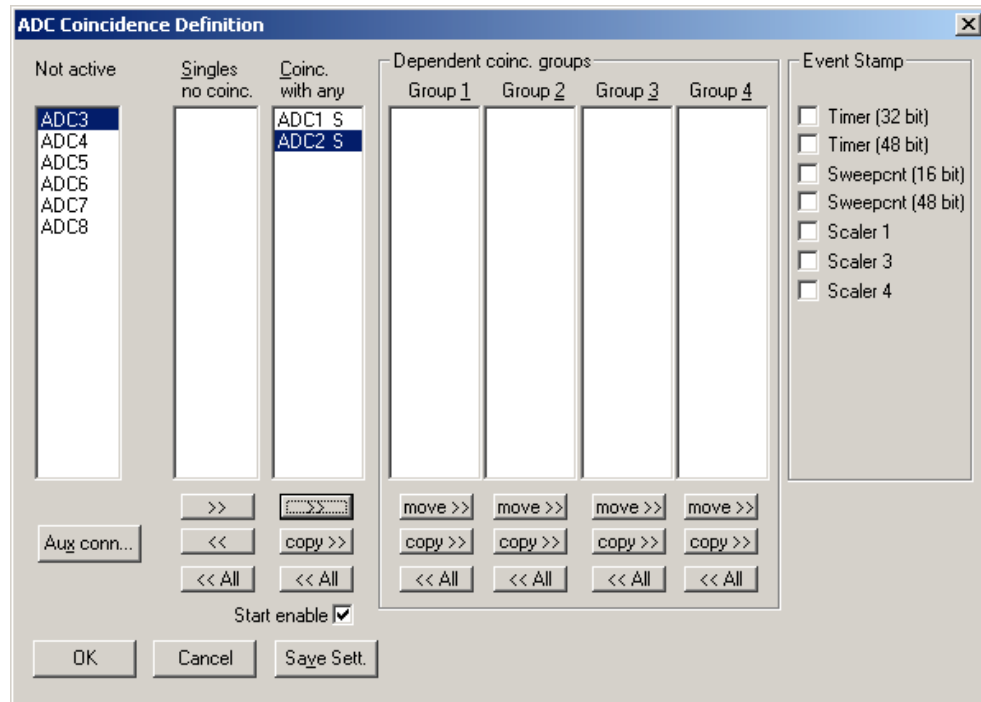 ADC Coincidence Definition
Not active
Singles
no coinc.
Coinc.
with any
Dependent coinc. groups
Group 1
Group 2
Group 3
Group 4
Event Stamp
ADC3
ADC4
ADC5
ADC6
ADC7
ADC8
ADC1 S
ADC2 S
Timer (32 bit)
Timer (48 bit)
Sweepcnt (16 bit)
Sweepcnt (48 bit)
Scaler 1
Scaler 3
Scaler 4
>>
>>
move >>
move >>
move >>
move >>
Aux conn...
<<
copy >>
copy >>
copy >>
copy >>
copy >>
<< All
<< All
<< All
<< All
<< All
<< All
Start enable
OK
Cancel
Save Sett.